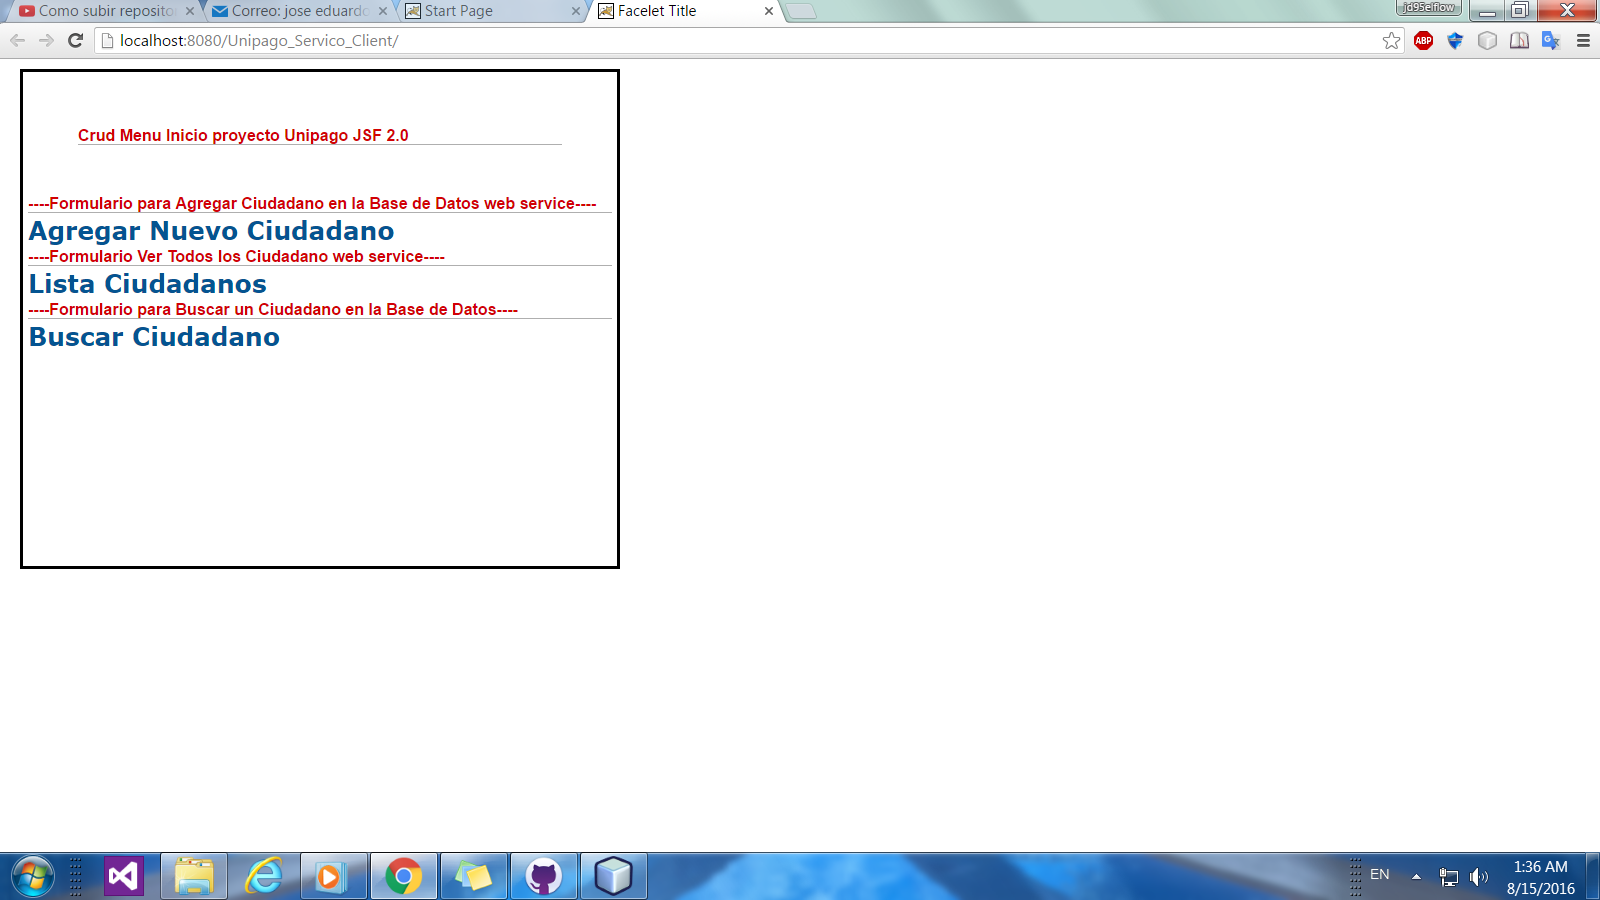 Como subir reposito
Correo: jose eduardo
Start Page
Facelet Title
jd95elflow
localhost:8080/Unipago_Servico_Client/
ABP
Crud Menu Inicio proyecto Unipago JSF 2.0
----Formulario para Agregar Ciudadano en la Base de Datos web service----
Agregar Nuevo Ciudadano
----Formulario Ver Todos los Ciudadano web service----
Lista Ciudadanos
----Formulario para Buscar un Ciudadano en la Base de Datos----
Buscar Ciudadano
EN
1:36 AM
8/15/2016